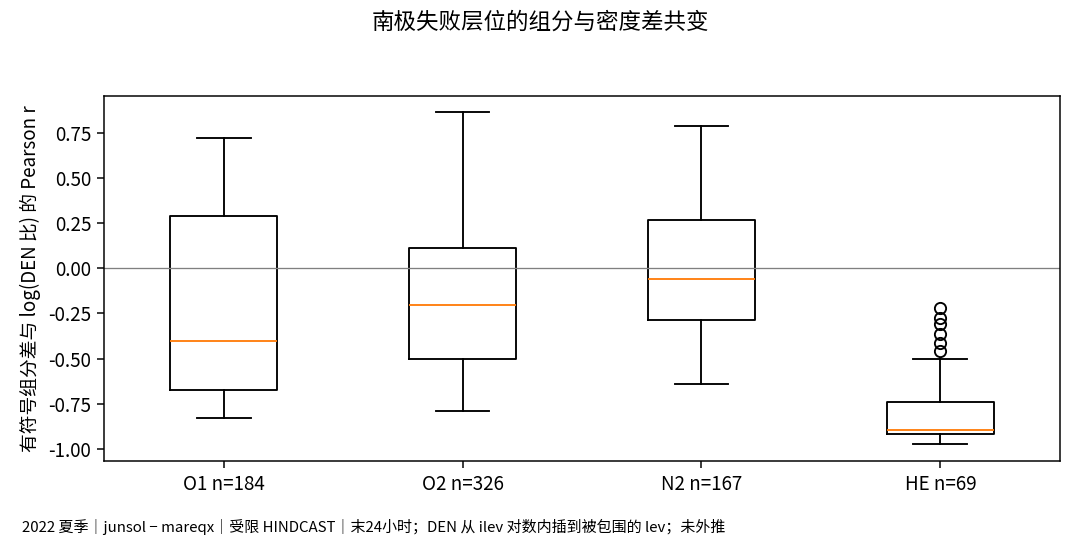 南极失败层位的组分与密度差共变
有符号组分差与 log(DEN 比) 的 Pearson r
0.75
0.50
0.25
0.00
-0.25
-0.50
-0.75
-1.00
O1 n=184
O2 n=326
N2 n=167
HE n=69
2022 夏季｜junsol − mareqx｜受限 HINDCAST｜末24小时；DEN 从 ilev 对数内插到被包围的 lev；未外推